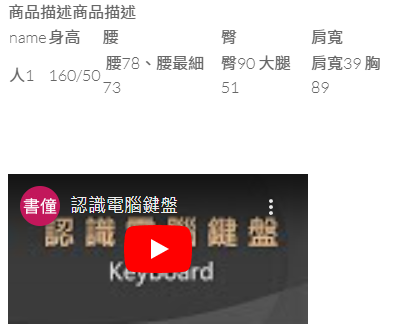 商品描述商品描述
name 身高 腰 臀 肩寬
人1 160/50 腰78、腰最細73 臀90 大腿51 肩寬39 胸89
書僮 認識電腦鍵盤
認識電腦鍵盤
Keyboard